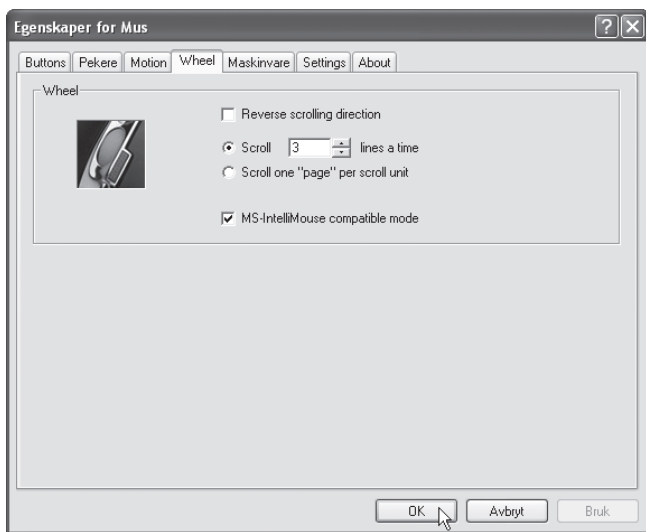 Egenskaper for Mus
Buttons Pekere Motion Wheel Maskinvare Settings About
Wheel
Reverse scrolling direction
Scroll 3 lines a time
Scroll one "page" per scroll unit
MS-IntelliMouse compatible mode
OK Avbryt Bruk